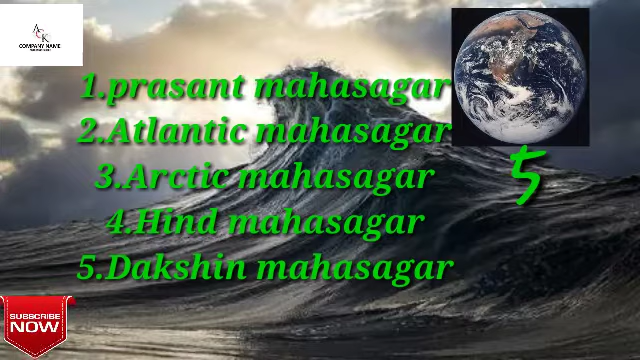 ACK
COMPANY NAME
1.prasant mahasagar
2.Atlantic mahasagar
3.Arctic mahasagar
4.Hind mahasagar
5.Dakshin mahasagar
5
SUBSCRIBE
NOW